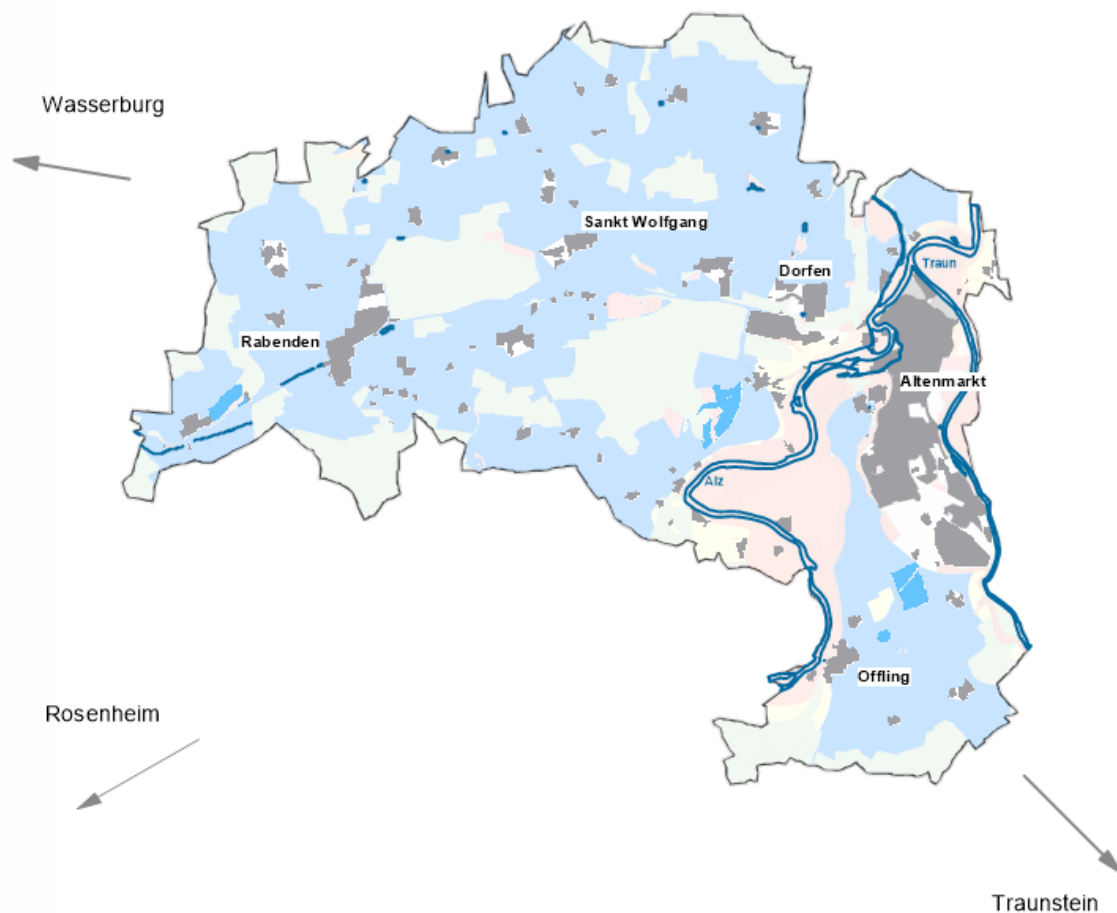 Wasserburg
Sankt Wolfgang
Traun
Dorfen
Rabenden
Altenmarkt
Alz
Offling
Rosenheim
Traunstein